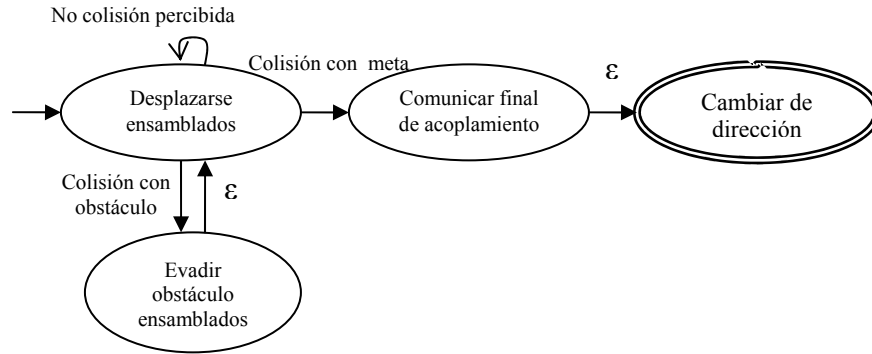 No colisión percibida
Colisión con meta
Desplazarse
ensamblados
Comunicar final
de acoplamiento
ε
Cambiar de
dirección
Colisión con
obstáculo
ε
Evadir
obstáculo
ensamblados